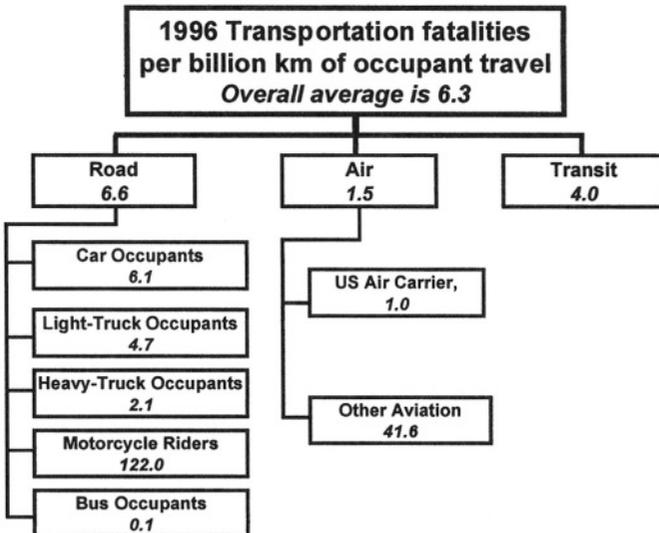 1996 Transportation fatalities
per billion km of occupant travel
Overall average is 6.3
Road
6.6
Air
1.5
Transit
4.0
Car Occupants
6.1
Light-Truck Occupants
4.7
Heavy-Truck Occupants
2.1
Motorcycle Riders
122.0
Bus Occupants
0.1
US Air Carrier,
1.0
Other Aviation
41.6